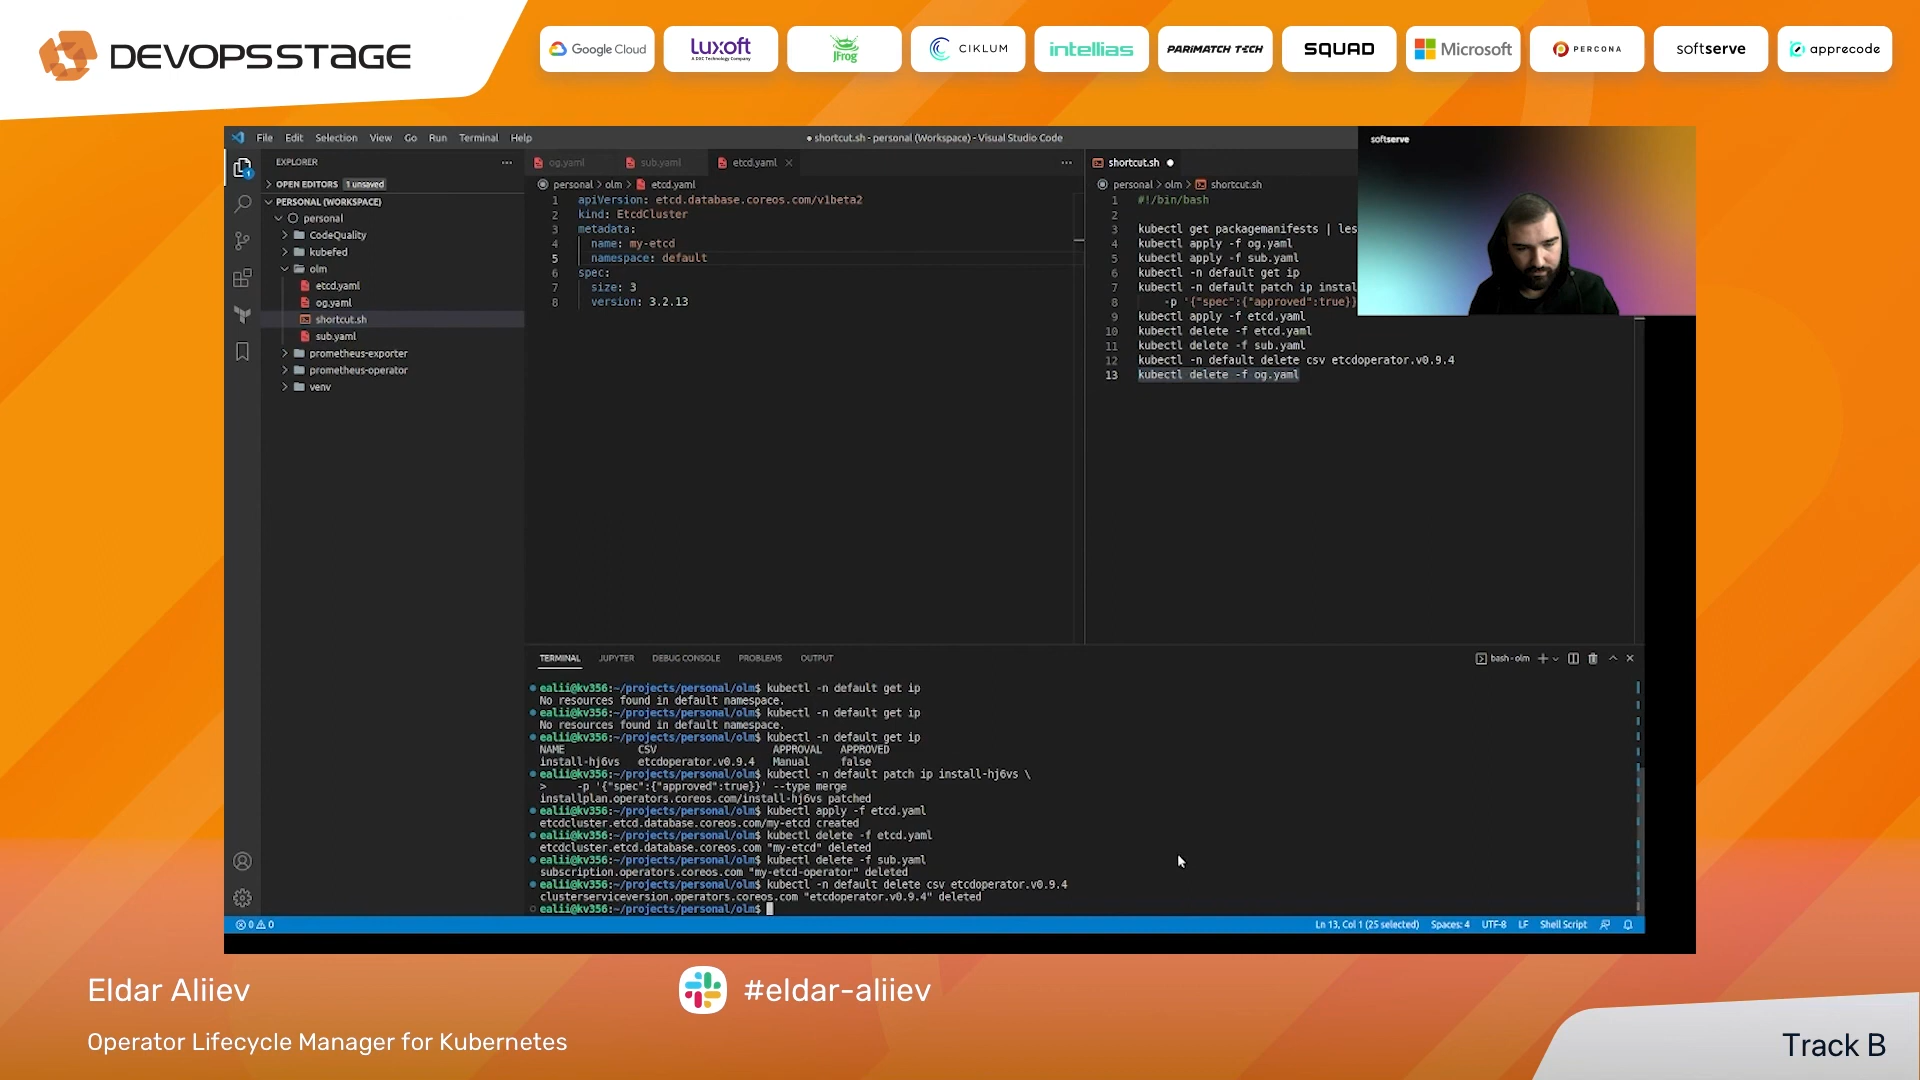 DEVOPSSTAGE
Google Cloud
Luxoft
A DXC Technology Company
JFrog
CIKLUM
intellias
PARIMATCH TECH
SQUAD
Microsoft
PERCONA
softserve
apprecode
File Edit Selection View Go Run Terminal Help
● shortcut.sh - personal (Workspace) - Visual Studio Code
softserve
EXPLORER
OPEN EDITORS 1 unsaved
PERSONAL (WORKSPACE)
personal
CodeQuality
kubefed
olm
etcd.yaml
og.yaml
shortcut.sh
sub.yaml
prometheus-exporter
prometheus-operator
venv
og.yaml sub.yaml etcd.yaml
personal > olm > etcd.yaml
1 apiVersion: etcd.database.coreos.com/v1beta2
2 kind: EtcdCluster
3 metadata:
4 name: my-etcd
5 namespace: default
6 spec:
7 size: 3
8 version: 3.2.13
shortcut.sh
personal > olm > shortcut.sh
1 #!/bin/bash
2
3 kubectl get packagemanifests | les
4 kubectl apply -f og.yaml
5 kubectl apply -f sub.yaml
6 kubectl -n default get ip
7 kubectl -n default patch ip instal
8 -p '{"spec":{"approved":true}}
9 kubectl apply -f etcd.yaml
10 kubectl delete -f etcd.yaml
11 kubectl delete -f sub.yaml
12 kubectl -n default delete csv etcdoperator.v0.9.4
13 kubectl delete -f og.yaml
TERMINAL JUPYTER DEBUG CONSOLE PROBLEMS OUTPUT
bash - olm
ealii@kv356:~/projects/personal/olm$ kubectl -n default get ip
No resources found in default namespace.
ealii@kv356:~/projects/personal/olm$ kubectl -n default get ip
No resources found in default namespace.
ealii@kv356:~/projects/personal/olm$ kubectl -n default get ip
NAME CSV APPROVAL APPROVED
install-hj6vs etcdoperator.v0.9.4 Manual false
ealii@kv356:~/projects/personal/olm$ kubectl -n default patch ip install-hj6vs \
> -p '{"spec":{"approved":true}}' --type merge
installplan.operators.coreos.com/install-hj6vs patched
ealii@kv356:~/projects/personal/olm$ kubectl apply -f etcd.yaml
etcdcluster.etcd.database.coreos.com/my-etcd created
ealii@kv356:~/projects/personal/olm$ kubectl delete -f etcd.yaml
etcdcluster.etcd.database.coreos.com "my-etcd" deleted
ealii@kv356:~/projects/personal/olm$ kubectl delete -f sub.yaml
subscription.operators.coreos.com "my-etcd-operator" deleted
ealii@kv356:~/projects/personal/olm$ kubectl -n default delete csv etcdoperator.v0.9.4
clusterserviceversion.operators.coreos.com "etcdoperator.v0.9.4" deleted
ealii@kv356:~/projects/personal/olm$
0 0
Ln 13, Col 1 (25 selected) Spaces: 4 UTF-8 LF Shell Script
Eldar Aliiev
#eldar-aliiev
Operator Lifecycle Manager for Kubernetes
Track B